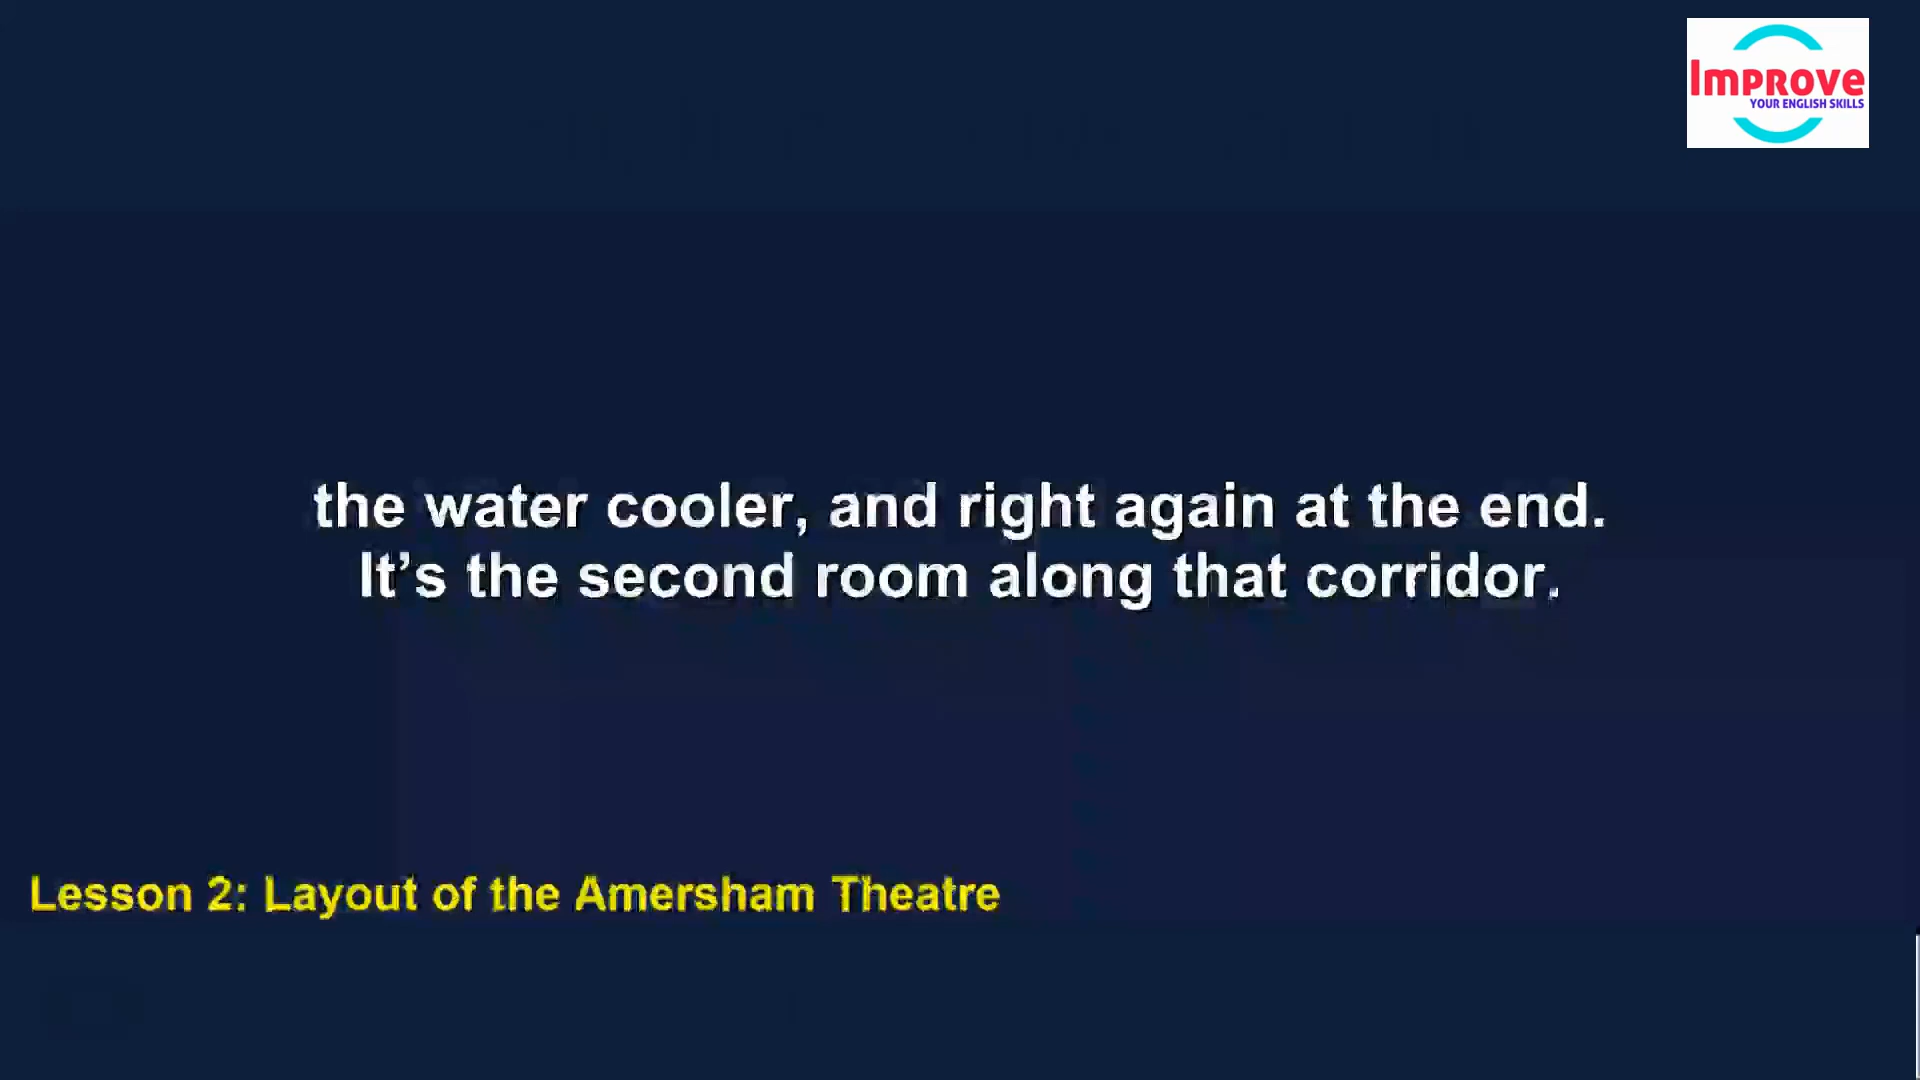 Improve
YOUR ENGLISH SKILLS
the water cooler, and right again at the end.
It’s the second room along that corridor.
Lesson 2: Layout of the Amersham Theatre